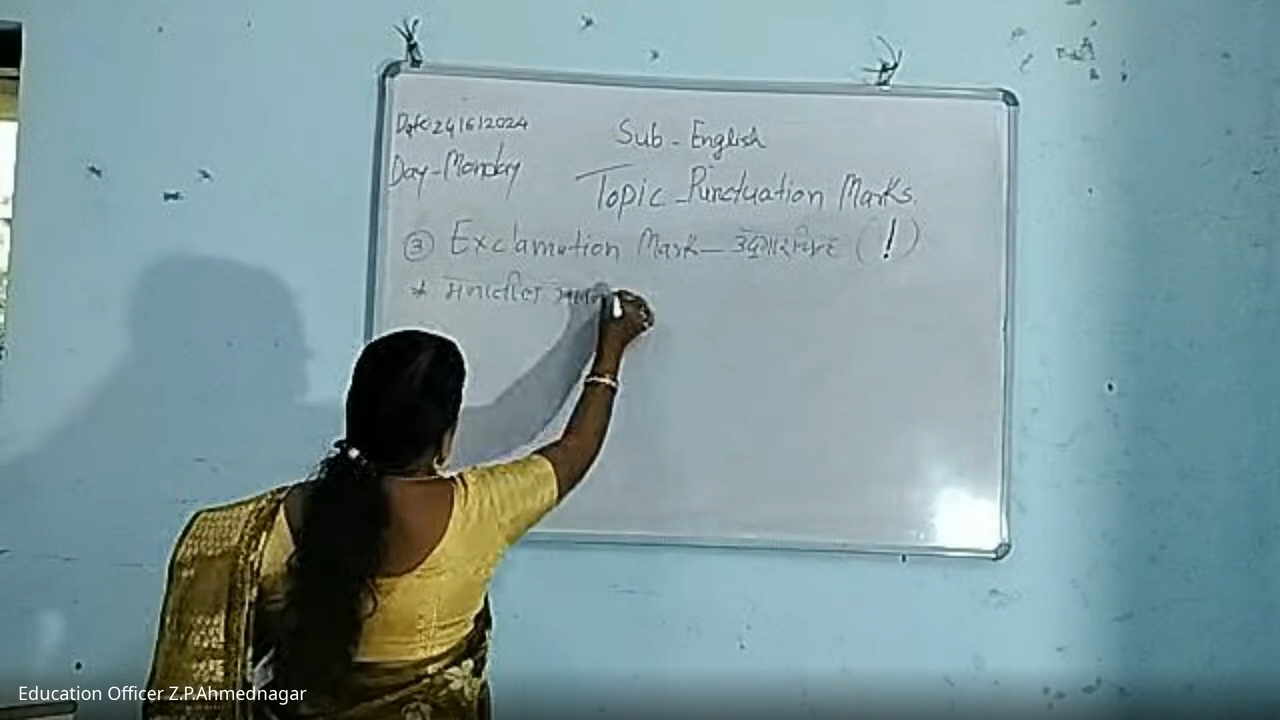 Date: 24/6/2024
Sub - English
Day - Monday
Topic - Punctuation Marks.
③ Exclamation Mark — उद्गारचिन्ह (!)
* मनातील
Education Officer Z.P.Ahmednagar